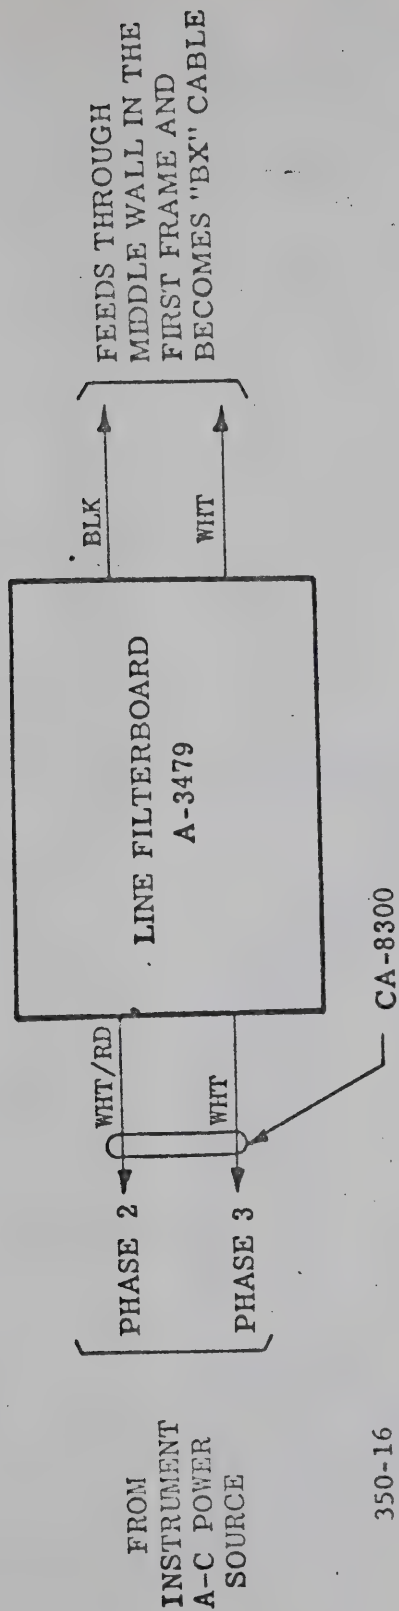 FROM
INSTRUMENT
A-C POWER
SOURCE
PHASE 2
PHASE 3
WHT/RD
WHT
CA-8300
LINE FILTERBOARD
A-3479
BLK
WHT
FEEDS THROUGH
MIDDLE WALL IN THE
FIRST FRAME AND
BECOMES "BX" CABLE
350-16